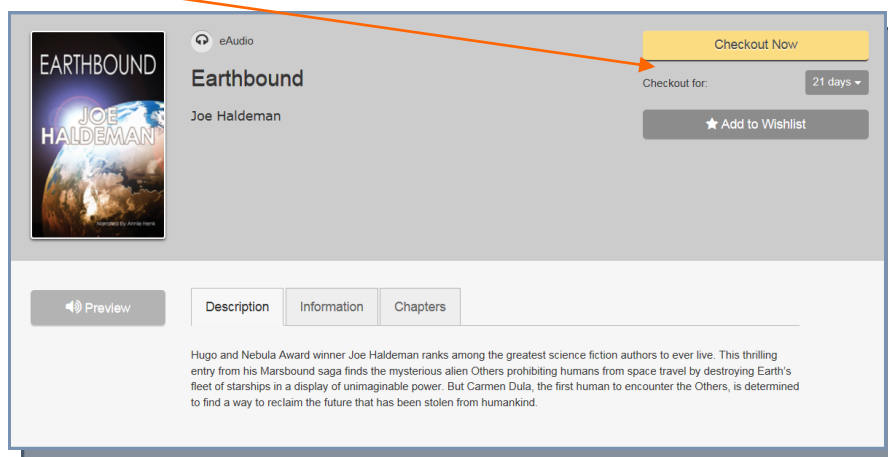 EARTHBOUND
JOE
HALDEMAN
Narrated By Annie Henk
eAudio
Earthbound
Joe Haldeman
Checkout Now
Checkout for:
21 days
Add to Wishlist
Preview
Description
Information
Chapters
Hugo and Nebula Award winner Joe Haldeman ranks among the greatest science fiction authors to ever live. This thrilling
entry from his Marsbound saga finds the mysterious alien Others prohibiting humans from space travel by destroying Earth's
fleet of starships in a display of unimaginable power. But Carmen Dula, the first human to encounter the Others, is determined
to find a way to reclaim the future that has been stolen from humankind.